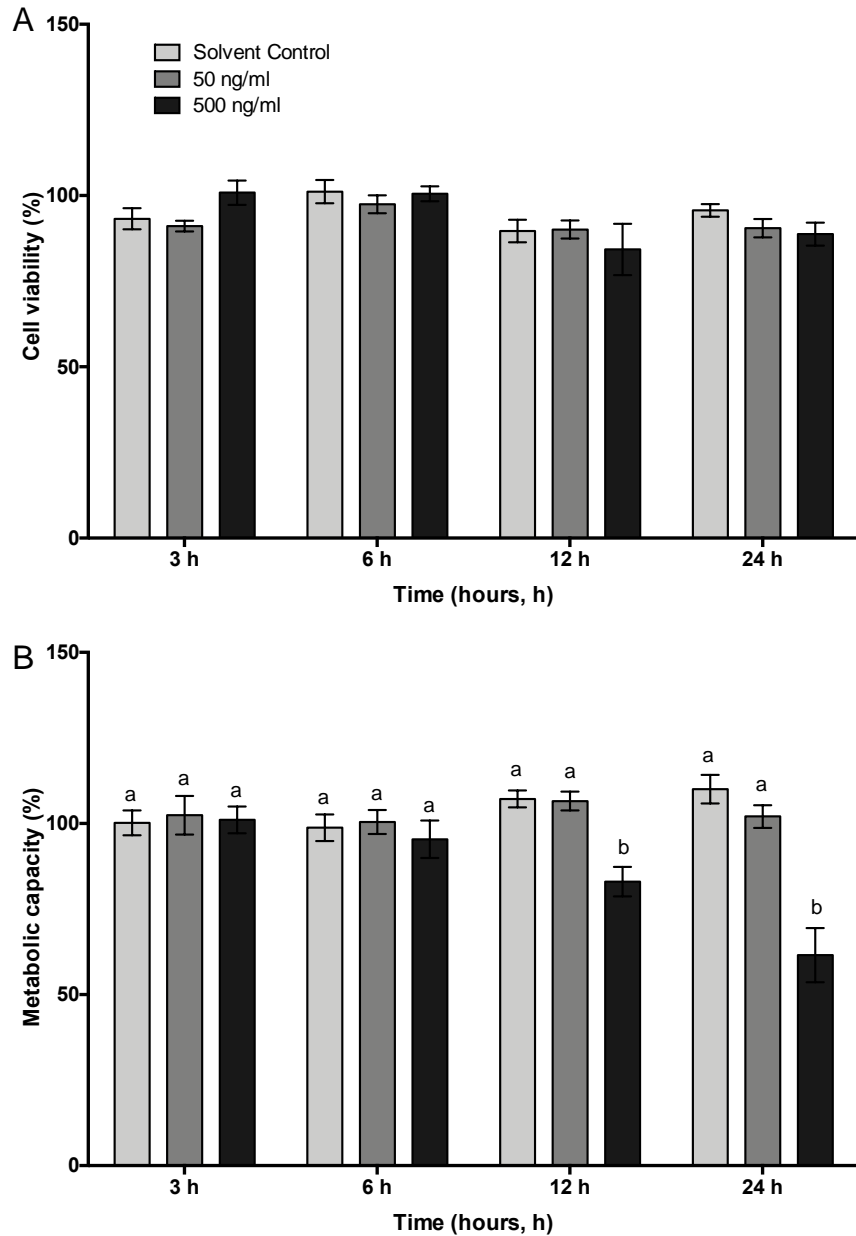 A
150
Solvent Control
50 ng/ml
500 ng/ml
100
50
0
Cell viability (%)
3 h 6 h 12 h 24 h
Time (hours, h)
B
150
a a a a a a a a b a a b
100
50
0
Metabolic capacity (%)
3 h 6 h 12 h 24 h
Time (hours, h)